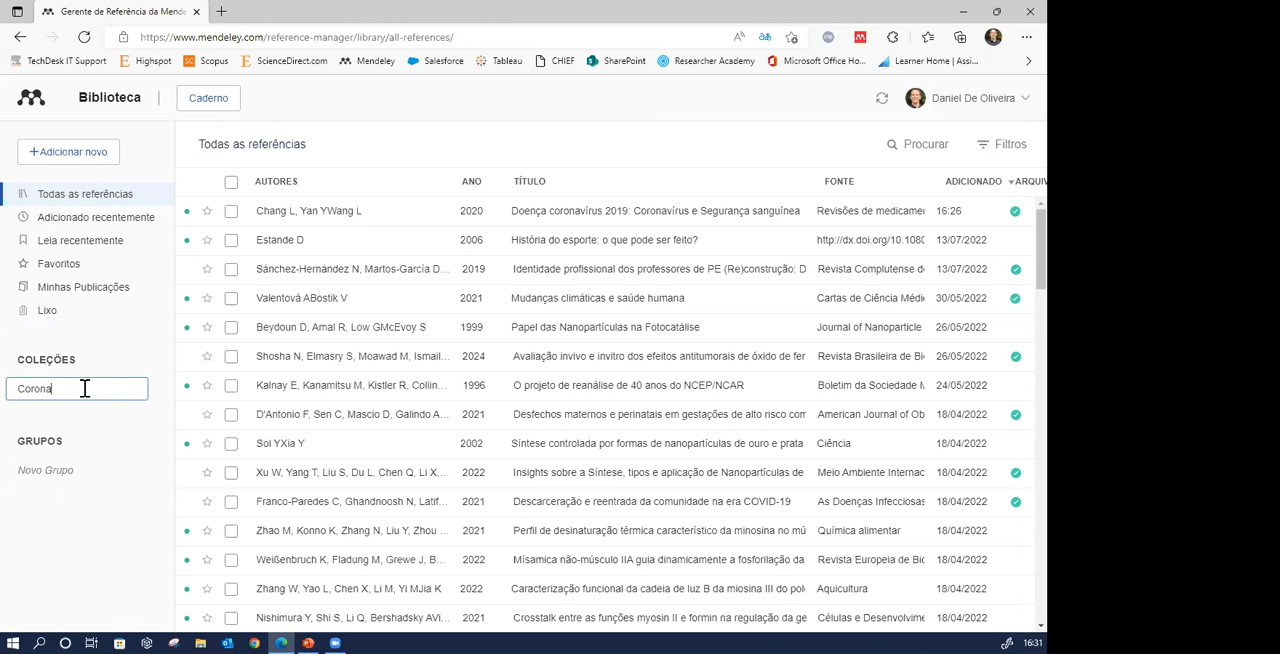 Gerente de Referência da Mende
https://www.mendeley.com/reference-manager/library/all-references/
TechDesk IT Support Highspot Scopus ScienceDirect.com Mendeley Salesforce Tableau CHIEF SharePoint Researcher Academy Microsoft Office Ho... Learner Home | Assi...
Biblioteca | Caderno Daniel De Oliveira
+Adicionar novo
Todas as referências
Adicionado recentemente
Leia recentemente
Favoritos
Minhas Publicações
Lixo
COLEÇÕES
Corona
GRUPOS
Novo Grupo
Todas as referências Procurar Filtros
AUTORES ANO TÍTULO FONTE ADICIONADO ARQUIV
Chang L, Yan YWang L 2020 Doença coronavírus 2019: Coronavírus e Segurança sanguínea Revisões de medicamen 16:26
Estande D 2006 História do esporte: o que pode ser feito? http://dx.doi.org/10.1080 13/07/2022
Sánchez-Hernández N, Martos-García D... 2019 Identidade profissional dos professores de PE (Re)construção: D Revista Complutense d 13/07/2022
Valentová ABostik V 2021 Mudanças climáticas e saúde humana Cartas de Ciência Médi 30/05/2022
Beydoun D, Amal R, Low GMcEvoy S 1999 Papel das Nanopartículas na Fotocatálise Journal of Nanoparticle 26/05/2022
Shosha N, Elmasry S, Moawad M, Ismail... 2024 Avaliação invivo e invitro dos efeitos antitumorais de óxido de fer Revista Brasileira de Bi 26/05/2022
Kalnay E, Kanamitsu M, Kistler R, Collin... 1996 O projeto de reanálise de 40 anos do NCEP/NCAR Boletim da Sociedade 24/05/2022
D'Antonio F, Sen C, Mascio D, Galindo A... 2021 Desfechos maternos e perinatais em gestações de alto risco com American Journal of Ob 18/04/2022
Sol YXia Y 2002 Síntese controlada por formas de nanopartículas de ouro e prata Ciência 18/04/2022
Xu W, Yang T, Liu S, Du L, Chen Q, Li X,... 2022 Insights sobre a Síntese, tipos e aplicação de Nanopartículas de Meio Ambiente Internac 18/04/2022
Franco-Paredes C, Ghandnoosh N, Latif... 2021 Descarceração e reentrada da comunidade na era COVID-19 As Doenças Infecciosas 18/04/2022
Zhao M, Konno K, Zhang N, Liu Y, Zhou ... 2021 Perfil de desinaturação térmica característico da minosina no mú Química alimentar 18/04/2022
Weißenbruch K, Fladung M, Grewe J, B... 2022 Mísamica não-músculo IIA guia dinamicamente a fosforilação da Revista Europeia de Bio 18/04/2022
Zhang W, Yao L, Chen X, Li M, Yi MJia K 2022 Caracterização funcional da cadeia de luz B da miosina III do pol Aquicultura 18/04/2022
Nishimura Y, Shi S, Li Q, Bershadsky AVi... 2021 Crosstalk entre as funções myosin II e formin na regulação da ge Células e Desenvolvime 18/04/2022
16:31